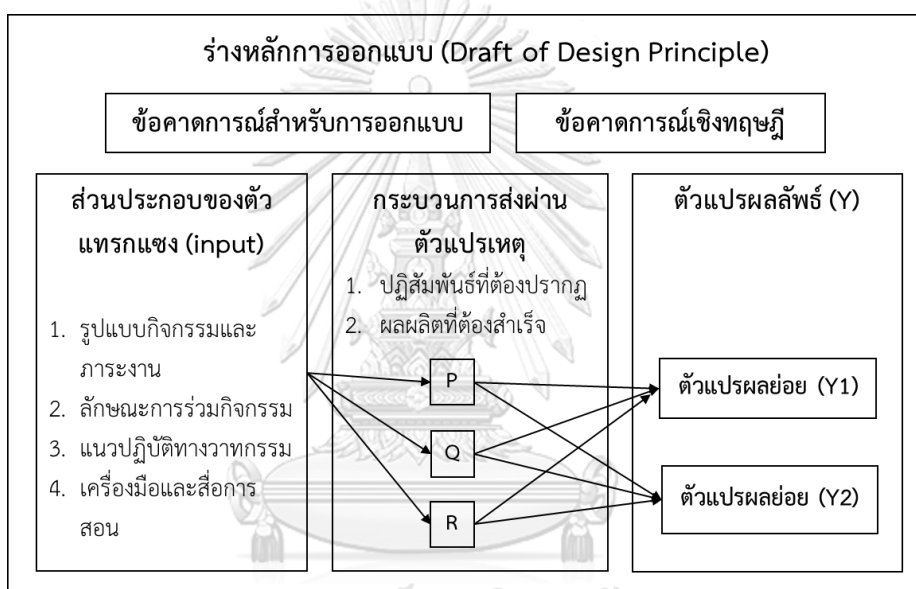 ร่างหลักการออกแบบ (Draft of Design Principle)
ข้อคาดการณ์สำหรับการออกแบบ
ข้อคาดการณ์เชิงทฤษฎี
ส่วนประกอบของตัว
แทรกแซง (input)
1. รูปแบบกิจกรรมและ
ภาระงาน
2. ลักษณะการร่วมกิจกรรม
3. แนวปฏิบัติทางวาทกรรม
4. เครื่องมือและสื่อการ
สอน
กระบวนการส่งผ่าน
ตัวแปรเหตุ
1. ปฏิสัมพันธ์ที่ต้องปรากฏ
2. ผลผลิตที่ต้องสำเร็จ
P
Q
R
ตัวแปรผลลัพธ์ (Y)
ตัวแปรผลย่อย (Y1)
ตัวแปรผลย่อย (Y2)